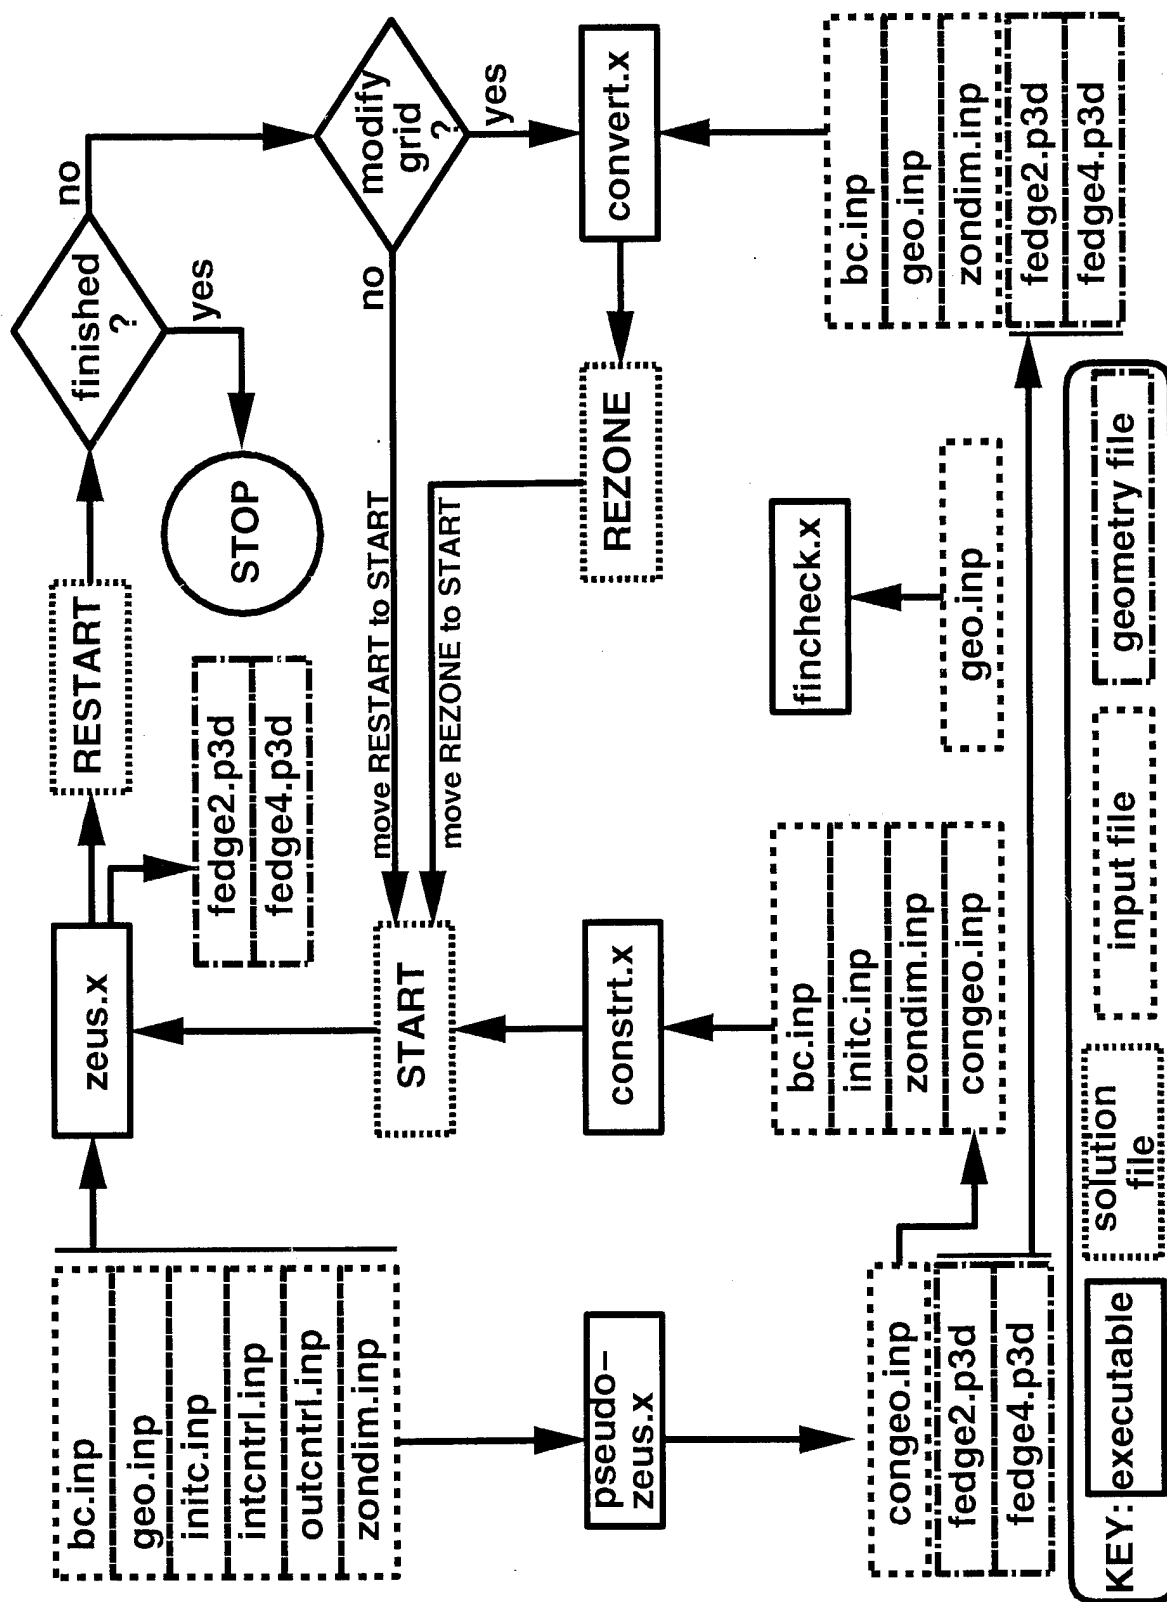 bc.inp
geo.inp
initc.inp
intcntrl.inp
outcntrl.inp
zondim.inp
zeus.x
RESTART
finished
?
no
yes
STOP
fedge2.p3d
fedge4.p3d
modify
grid
?
no
yes
move RESTART to START
move REZONE to START
START
pseudo–
zeus.x
constrt.x
REZONE
convert.x
congeo.inp
fedge2.p3d
fedge4.p3d
bc.inp
initc.inp
zondim.inp
congeo.inp
fincheck.x
geo.inp
bc.inp
geo.inp
zondim.inp
fedge2.p3d
fedge4.p3d
KEY:
executable
solution
file
input file
geometry file